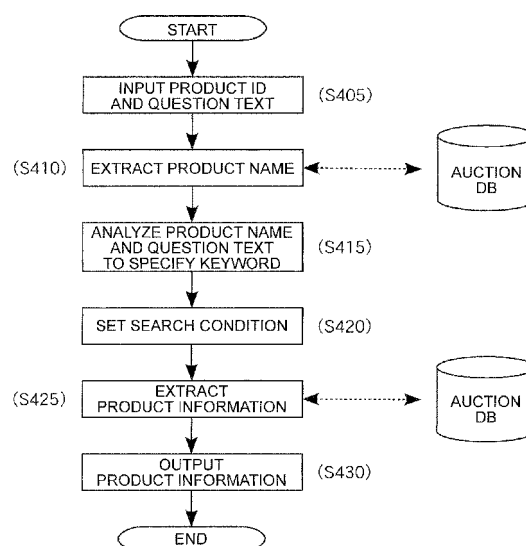 START
INPUT PRODUCT ID
AND QUESTION TEXT
(S405)
(S410)
EXTRACT PRODUCT NAME
AUCTION
DB
ANALYZE PRODUCT NAME
AND QUESTION TEXT
TO SPECIFY KEYWORD
(S415)
SET SEARCH CONDITION
(S420)
(S425)
EXTRACT
PRODUCT INFORMATION
AUCTION
DB
OUTPUT
PRODUCT INFORMATION
(S430)
END